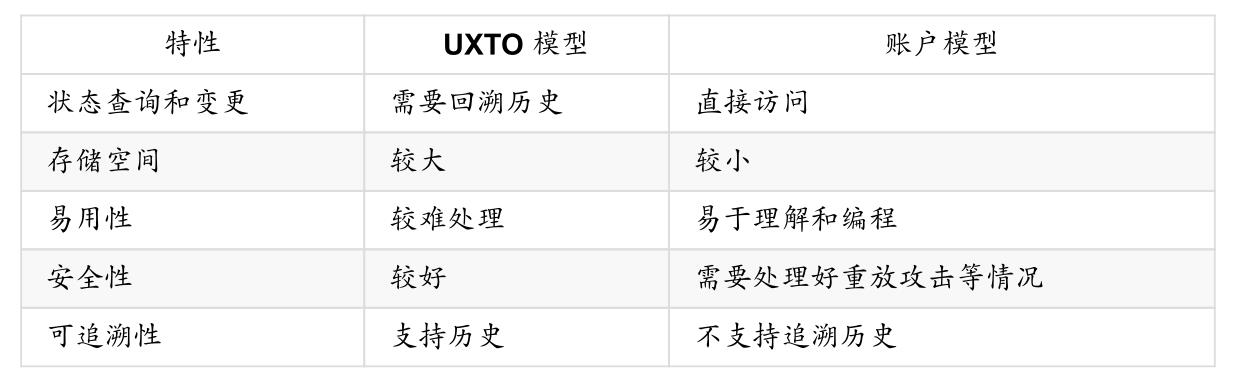 特性 UXTO 模型 账户模型
状态查询和变更 需要回溯历史 直接访问
存储空间 较大 较小
易用性 较难处理 易于理解和编程
安全性 较好 需要处理好重放攻击等情况
可追溯性 支持历史 不支持追溯历史